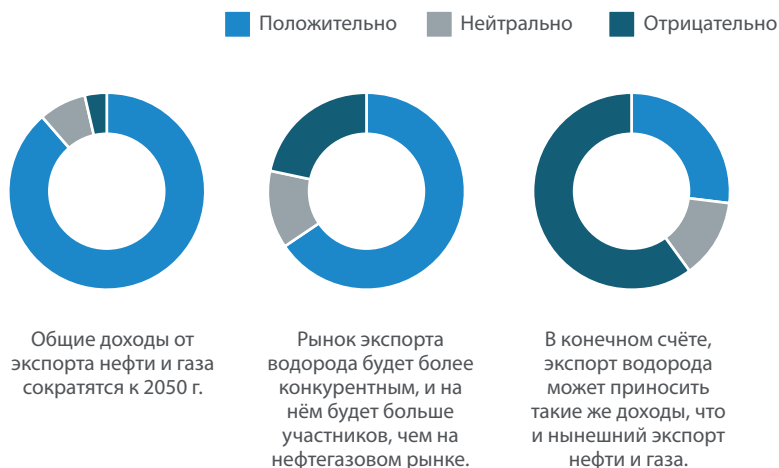 Положительно Нейтрально Отрицательно
Общие доходы от
экспорта нефти и газа
сократятся к 2050 г.
Рынок экспорта
водорода будет более
конкурентным, и на
нём будет больше
участников, чем на
нефтегазовом рынке.
В конечном счёте,
экспорт водорода
может приносить
такие же доходы, что
и нынешний экспорт
нефти и газа.